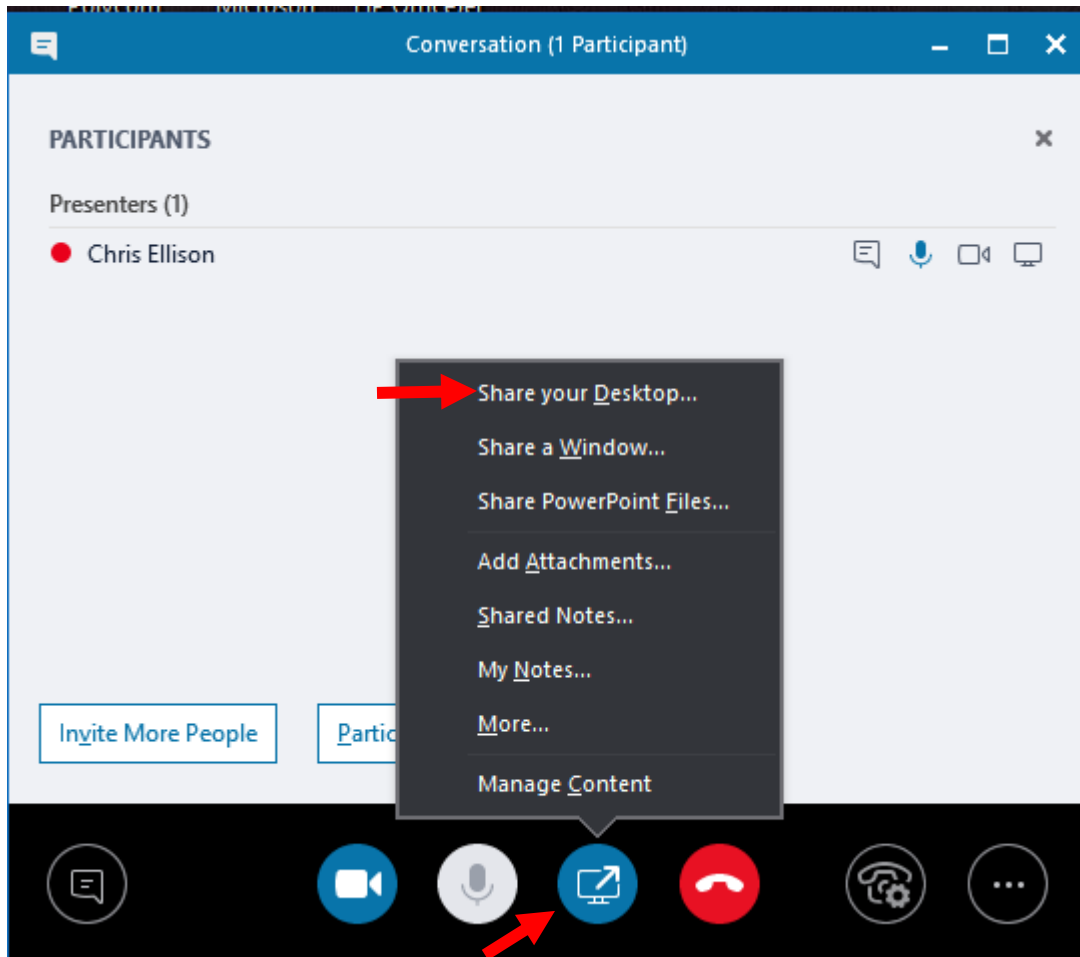 Conversation (1 Participant)
PARTICIPANTS
Presenters (1)
Chris Ellison
Share your Desktop...
Share a Window...
Share PowerPoint Files...
Add Attachments...
Shared Notes...
My Notes...
More...
Manage Content
Invite More People